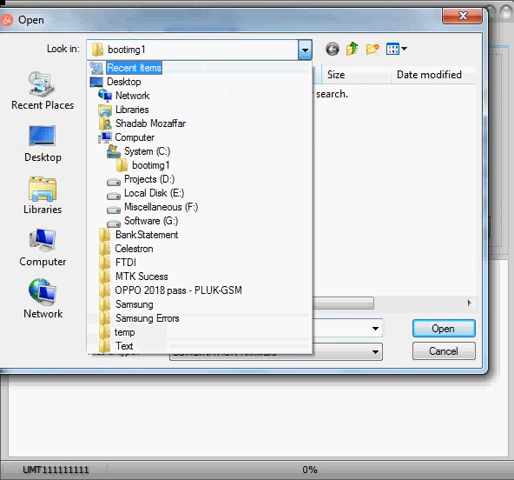 Open
Look in: bootimg1
Recent Items
Desktop
Network
Libraries
Shadab Mozaffar
Computer
System (C:)
bootimg1
Projects (D:)
Local Disk (E:)
Miscellaneous (F:)
Software (G:)
BankStatement
Celestron
FTDI
MTK Sucess
OPPO 2018 pass - PLUK-GSM
Samsung
Samsung Errors
temp
Text
Recent Places
Desktop
Libraries
Computer
Network
Size Date modified
search.
Open
Cancel
UMT111111111 0%